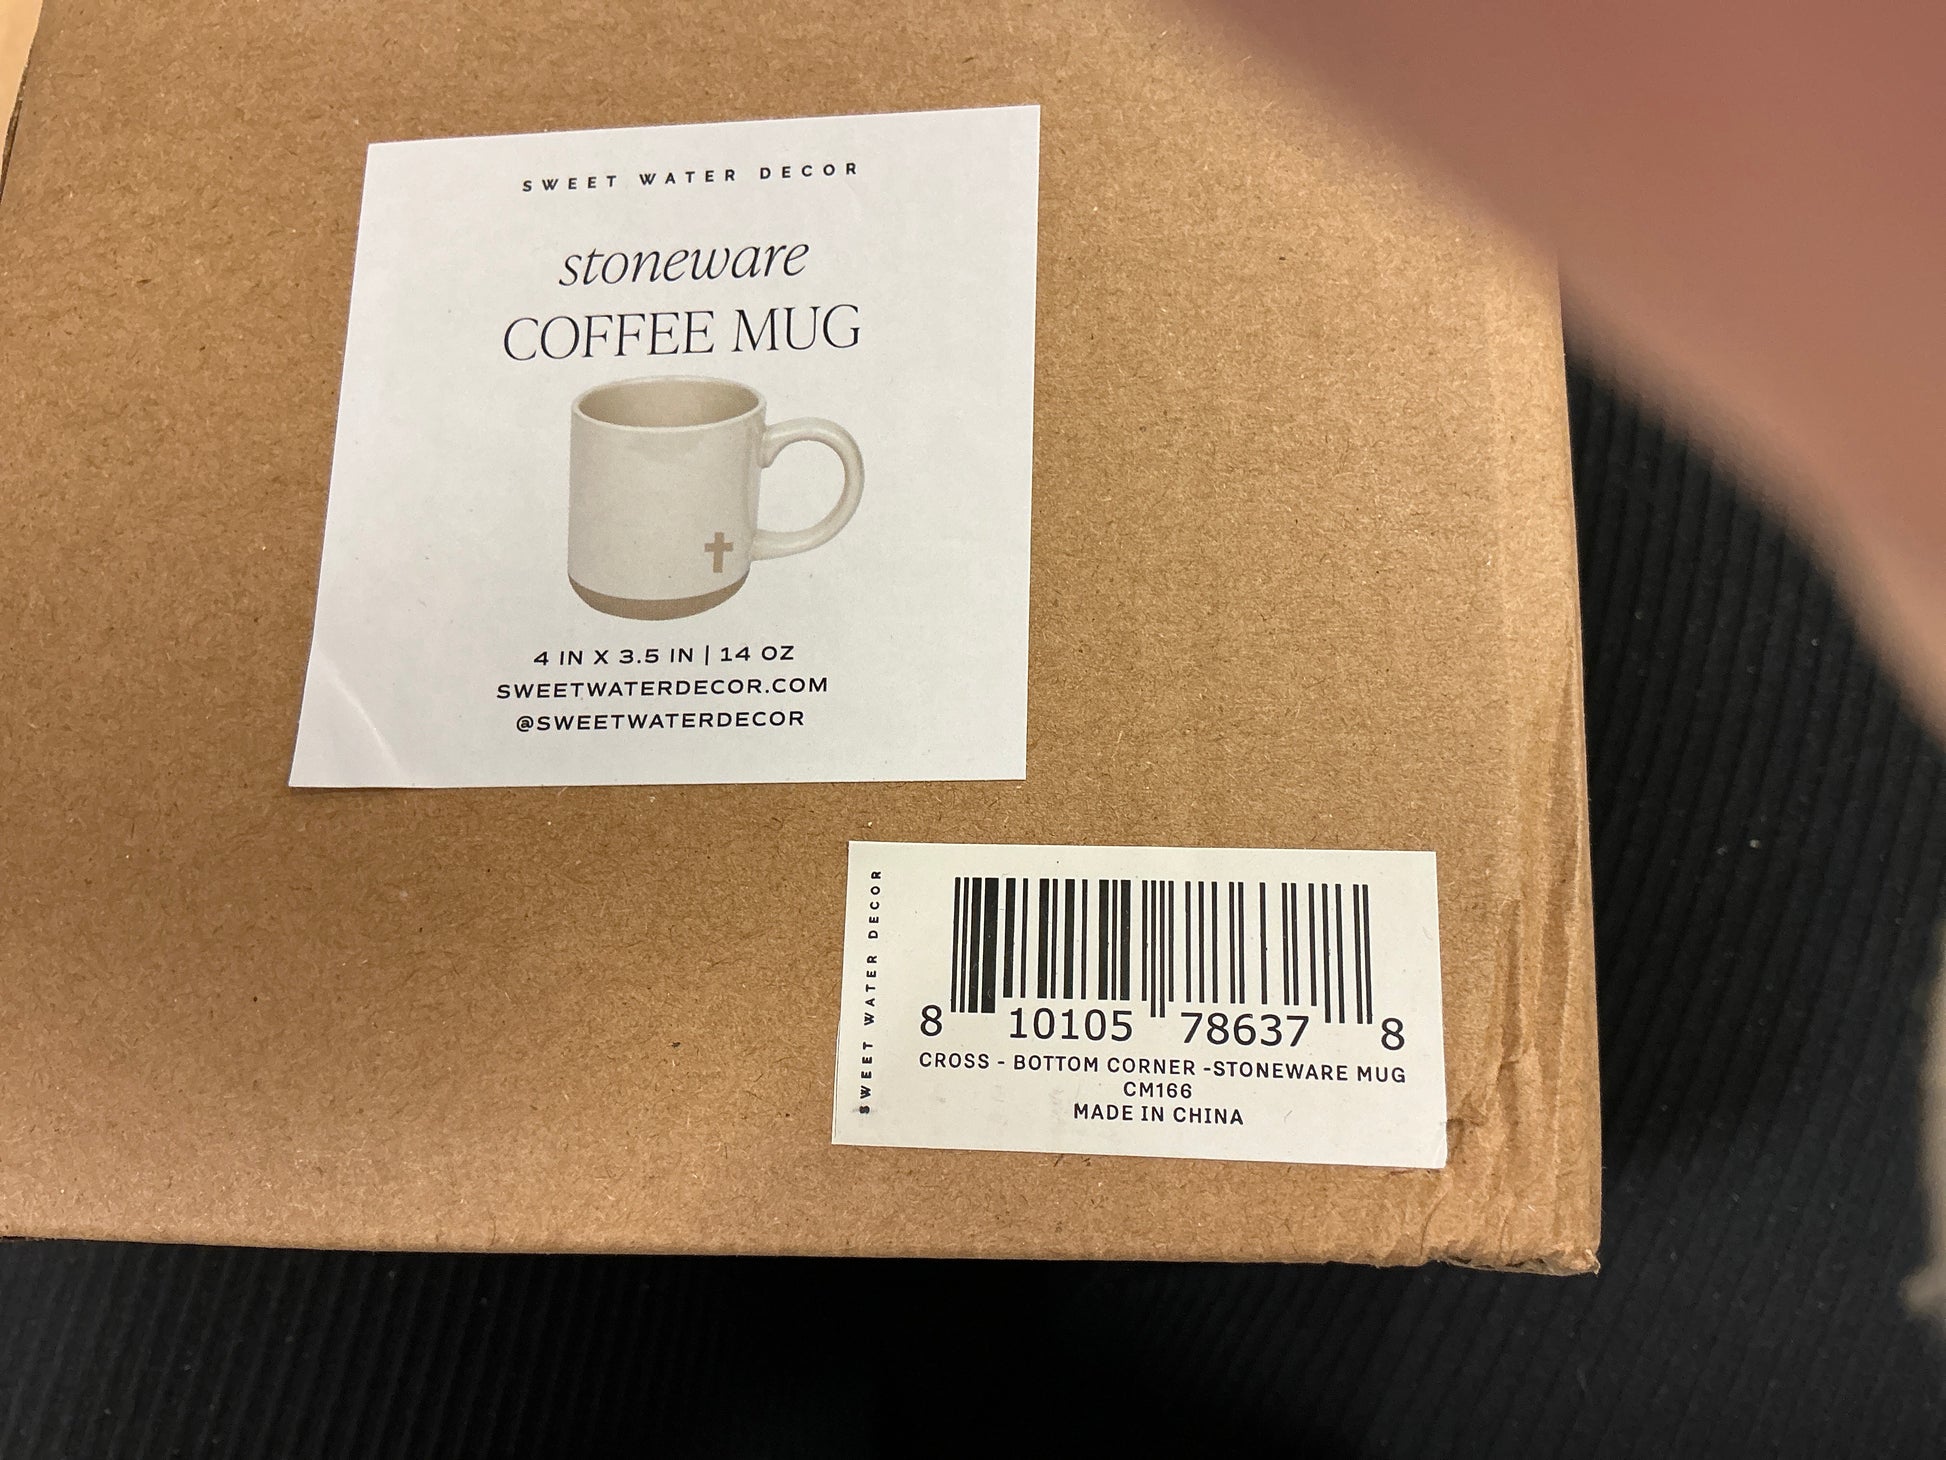 SWEET WATER DECOR
stoneware
COFFEE MUG
4 IN X 3.5 IN | 14 OZ
SWEETWATERDECOR.COM
@SWEETWATERDECOR
SWEET WATER DECOR
8 10105 78637 8
CROSS - BOTTOM CORNER -STONEWARE MUG
CM166
MADE IN CHINA